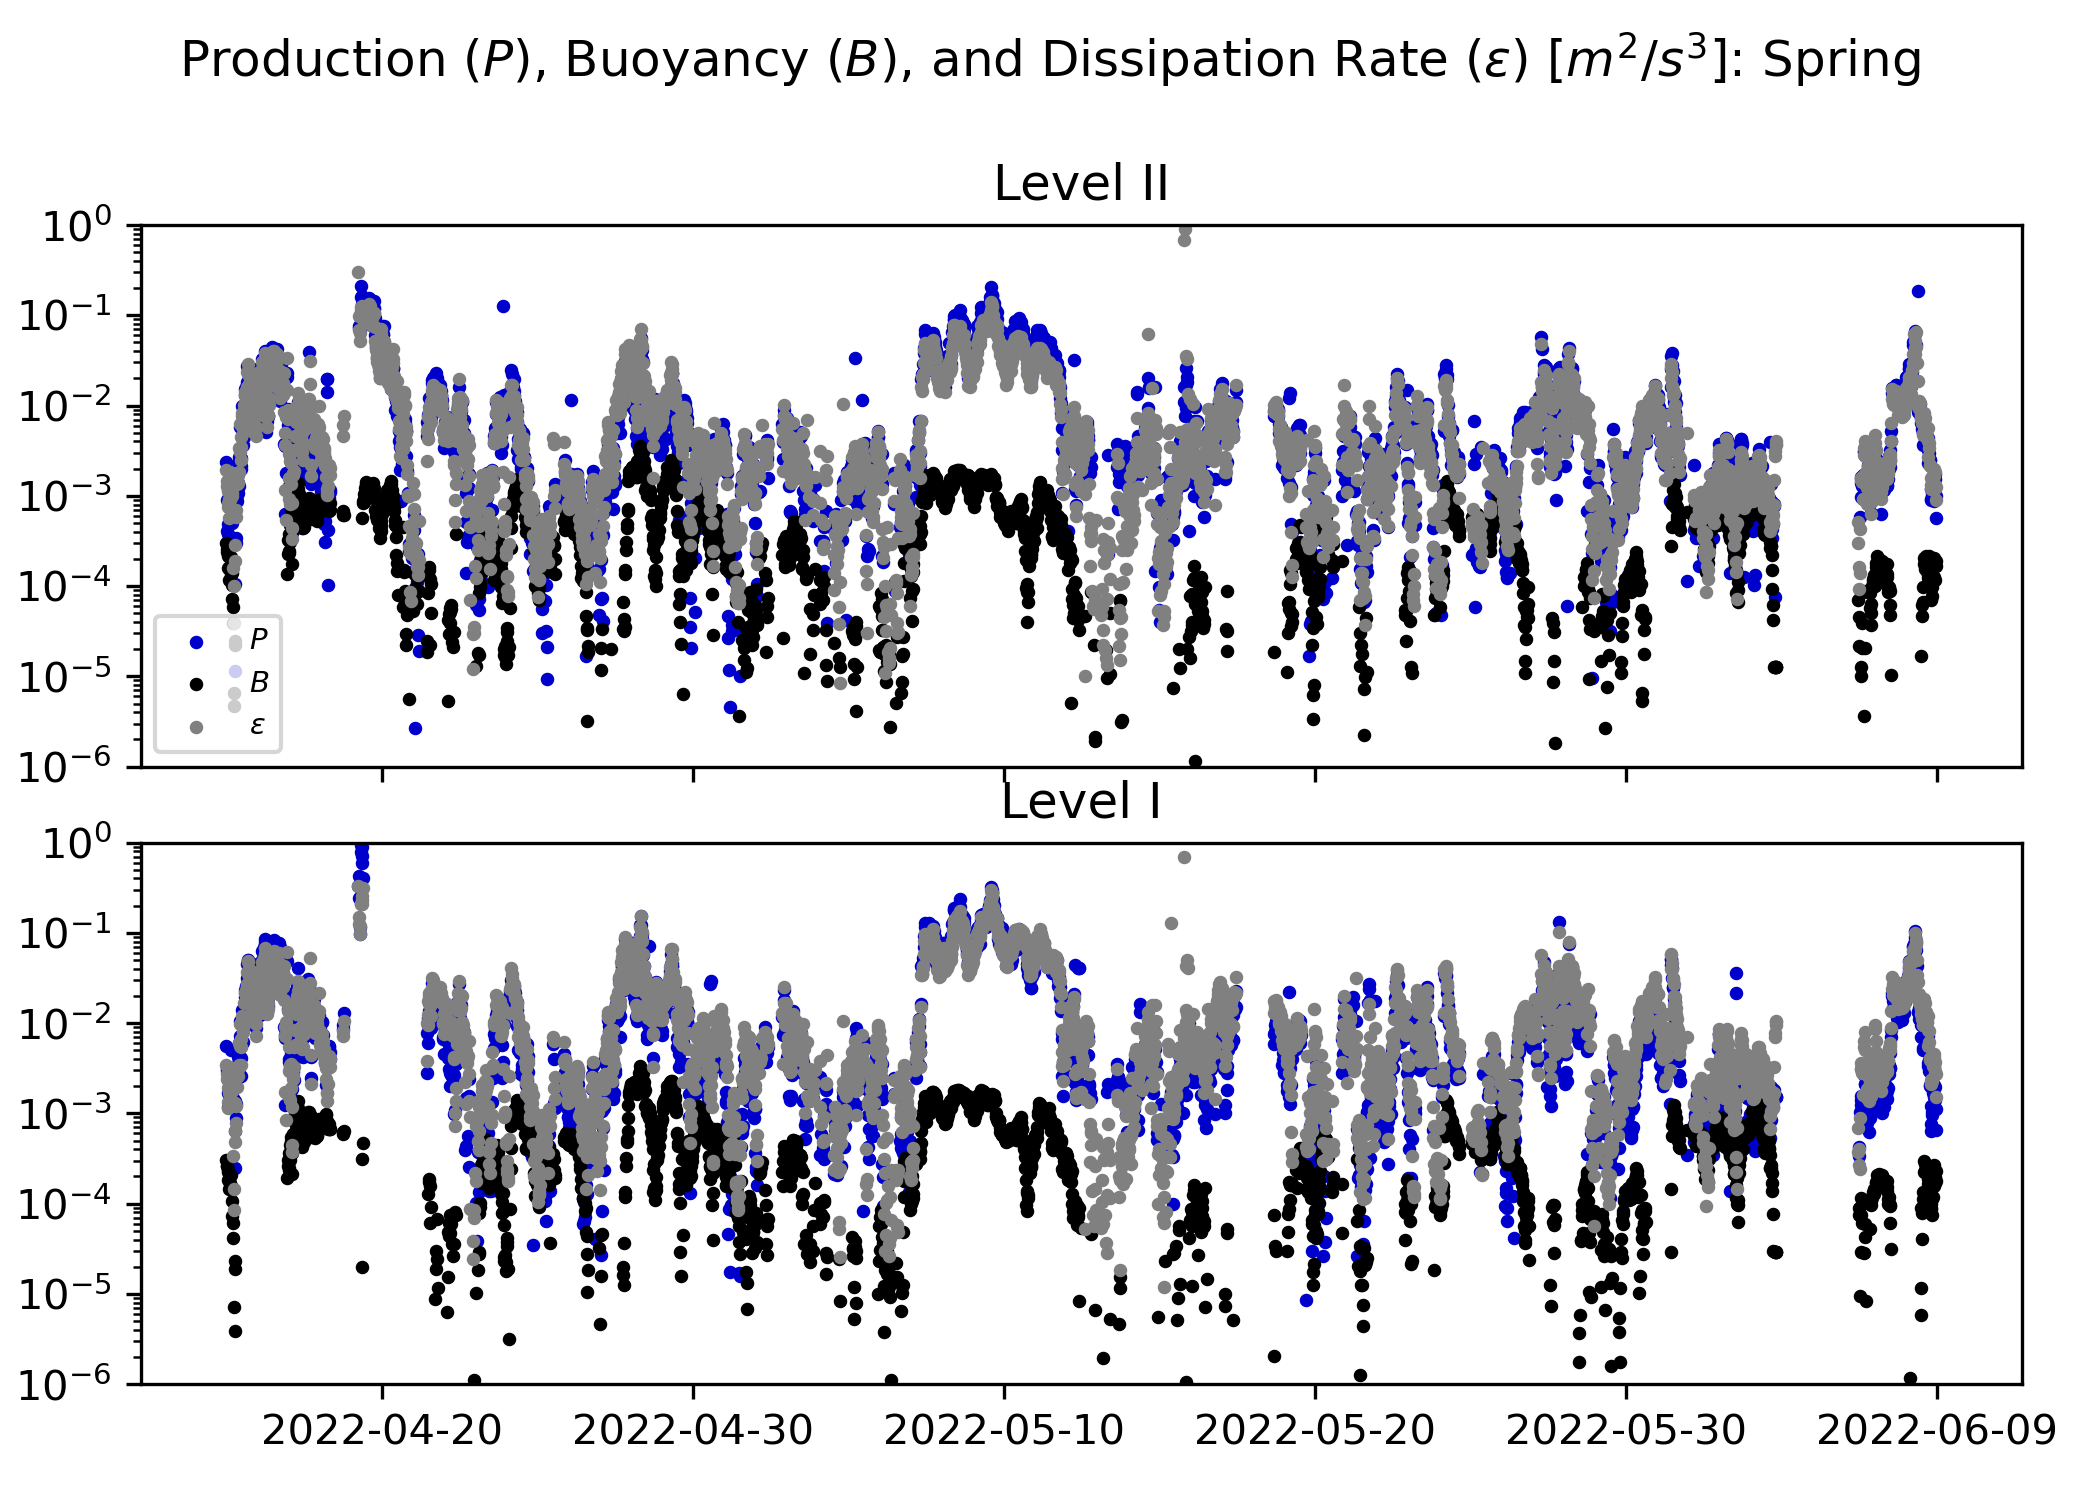 Production (P), Buoyancy (B), and Dissipation Rate (ε) [m²/s³]: Spring
Level II
10⁰
10⁻¹
10⁻²
10⁻³
10⁻⁴
10⁻⁵
10⁻⁶
P
B
ε
Level I
10⁰
10⁻¹
10⁻²
10⁻³
10⁻⁴
10⁻⁵
10⁻⁶
2022-04-20 2022-04-30 2022-05-10 2022-05-20 2022-05-30 2022-06-09